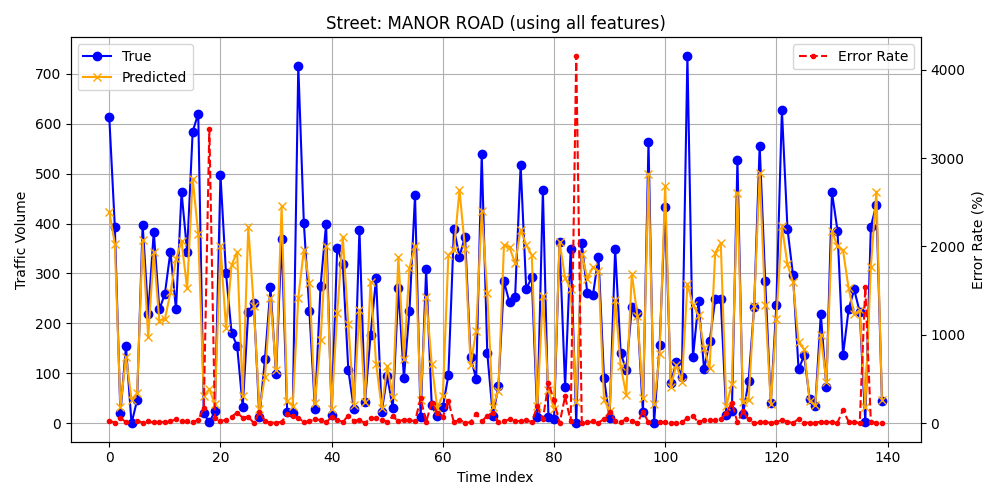 Street: MANOR ROAD (using all features)
True
Predicted
Error Rate
Traffic Volume
700
600
500
400
300
200
100
0
4000
3000
2000
1000
0
Error Rate (%)
0 20 40 60 80 100 120 140
Time Index